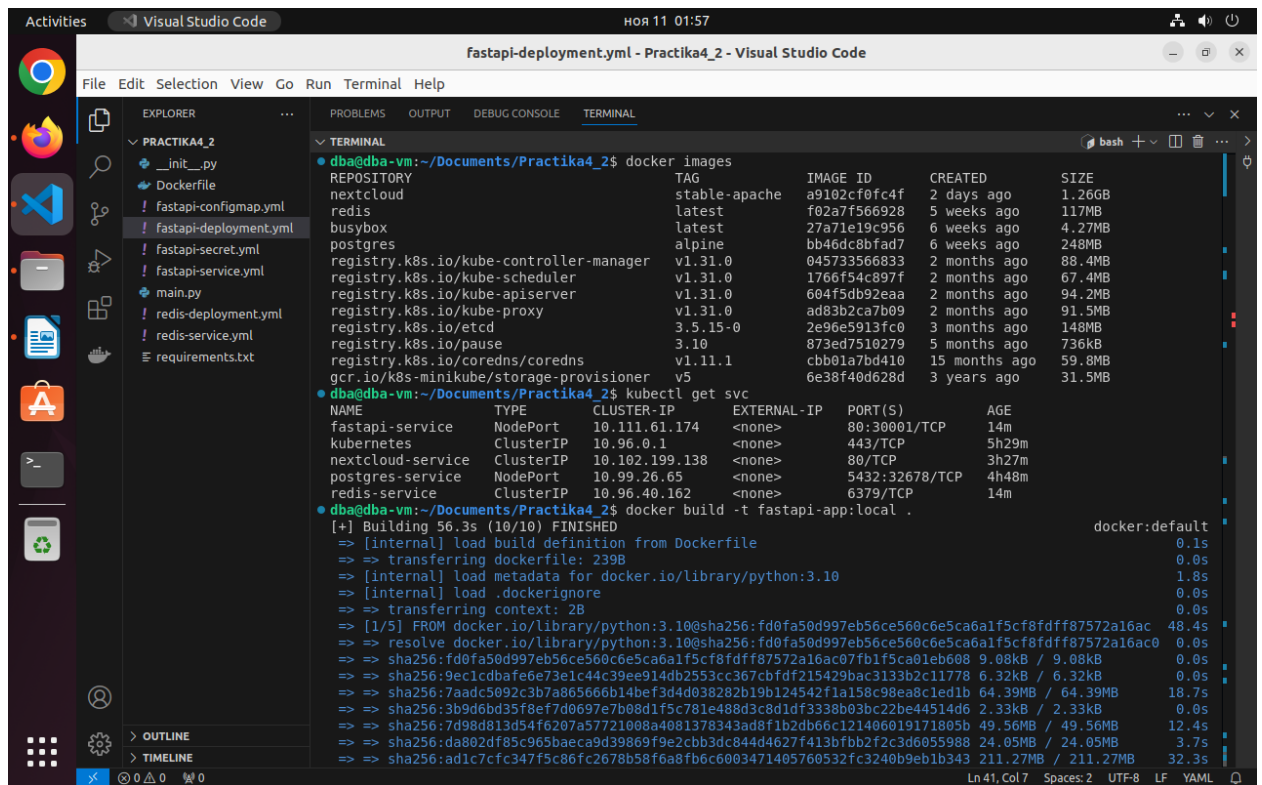 Activities Visual Studio Code ноя 11 01:57
fastapi-deployment.yml - Practika4_2 - Visual Studio Code
File Edit Selection View Go Run Terminal Help
EXPLORER ···
PRACTIKA4_2
__init__.py
Dockerfile
! fastapi-configmap.yml
! fastapi-deployment.yml
! fastapi-secret.yml
! fastapi-service.yml
main.py
! redis-deployment.yml
! redis-service.yml
requirements.txt
OUTLINE
TIMELINE
PROBLEMS OUTPUT DEBUG CONSOLE TERMINAL ···
TERMINAL bash ···
dba@dba-vm:~/Documents/Practika4_2$ docker images
REPOSITORY TAG IMAGE ID CREATED SIZE
nextcloud stable-apache a9102cf0fc4f 2 days ago 1.26GB
redis latest f02a7f566928 5 weeks ago 117MB
busybox latest 27a71e19c956 6 weeks ago 4.27MB
postgres alpine bb46dc8bfad7 6 weeks ago 248MB
registry.k8s.io/kube-controller-manager v1.31.0 045733566833 2 months ago 88.4MB
registry.k8s.io/kube-scheduler v1.31.0 1766f54c897f 2 months ago 67.4MB
registry.k8s.io/kube-apiserver v1.31.0 604f5db92eaa 2 months ago 94.2MB
registry.k8s.io/kube-proxy v1.31.0 ad83b2ca7b09 2 months ago 91.5MB
registry.k8s.io/etcd 3.5.15-0 2e96e5913fc0 3 months ago 148MB
registry.k8s.io/pause 3.10 873ed7510279 5 months ago 736kB
registry.k8s.io/coredns/coredns v1.11.1 cbb01a7bd410 15 months ago 59.8MB
gcr.io/k8s-minikube/storage-provisioner v5 6e38f40d628d 3 years ago 31.5MB
dba@dba-vm:~/Documents/Practika4_2$ kubectl get svc
NAME TYPE CLUSTER-IP EXTERNAL-IP PORT(S) AGE
fastapi-service NodePort 10.111.61.174 <none> 80:30001/TCP 14m
kubernetes ClusterIP 10.96.0.1 <none> 443/TCP 5h29m
nextcloud-service ClusterIP 10.102.199.138 <none> 80/TCP 3h27m
postgres-service NodePort 10.99.26.65 <none> 5432:32678/TCP 4h48m
redis-service ClusterIP 10.96.40.162 <none> 6379/TCP 14m
dba@dba-vm:~/Documents/Practika4_2$ docker build -t fastapi-app:local .
[+] Building 56.3s (10/10) FINISHED docker:default
=> [internal] load build definition from Dockerfile 0.1s
=> => transferring dockerfile: 239B 0.0s
=> [internal] load metadata for docker.io/library/python:3.10 1.8s
=> [internal] load .dockerignore 0.0s
=> => transferring context: 2B 0.0s
=> [1/5] FROM docker.io/library/python:3.10@sha256:fd0fa50d997eb56ce560c6e5ca6a1f5cf8fdff87572a16ac 48.4s
=> => resolve docker.io/library/python:3.10@sha256:fd0fa50d997eb56ce560c6e5ca6a1f5cf8fdff87572a16ac0 0.0s
=> => sha256:fd0fa50d997eb56ce560c6e5ca6a1f5cf8fdff87572a16ac07fb1f5ca01eb608 9.08kB / 9.08kB 0.0s
=> => sha256:9ec1cdbafe6e73e1c44c39ee914db2553cc367cbfdf215429bac3133b2c11778 6.32kB / 6.32kB 0.0s
=> => sha256:7aadc5092c3b7a865666b14bef3d4d038282b19b124542f1a158c98ea8c1ed1b 64.39MB / 64.39MB 18.7s
=> => sha256:3b9d6bd35f8ef7d0697e7b08d1f5c781e488d3c8d1df3338b03bc22be44514d6 2.33kB / 2.33kB 0.0s
=> => sha256:7d98d813d54f6207a57721008a4081378343ad8f1b2db66c121406019171805b 49.56MB / 49.56MB 12.4s
=> => sha256:da802df85c965baeca9d39869f9e2cbb3dc844d4627f413bfbb2f2c3d6055988 24.05MB / 24.05MB 3.7s
=> => sha256:ad1c7cfc347f5c86fc2678b58f6a8fb6c6003471405760532fc3240b9eb1b343 211.27MB / 211.27MB 32.3s
0 0 0 Ln 41, Col 7 Spaces: 2 UTF-8 LF YAML